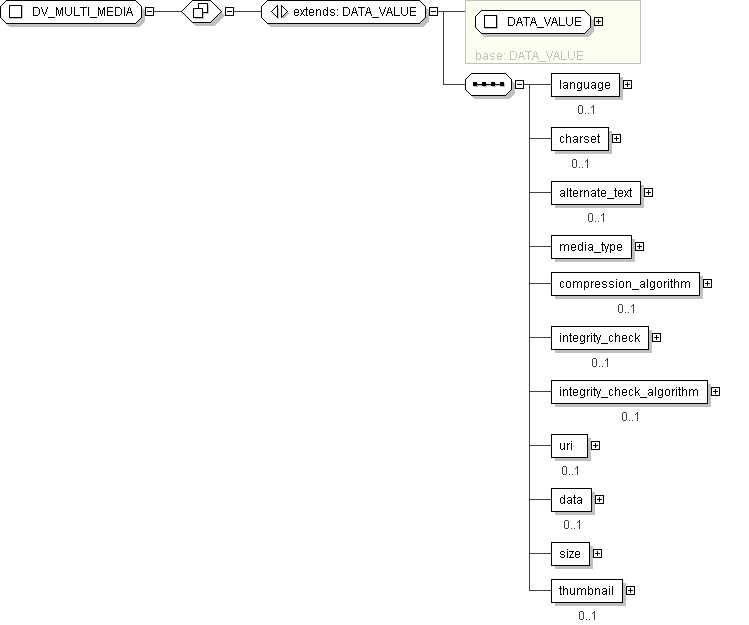 DV_MULTI_MEDIA
extends: DATA_VALUE
DATA_VALUE
base: DATA_VALUE
language
0..1
charset
0..1
alternate_text
0..1
media_type
compression_algorithm
0..1
integrity_check
0..1
integrity_check_algorithm
0..1
uri
0..1
data
0..1
size
thumbnail
0..1